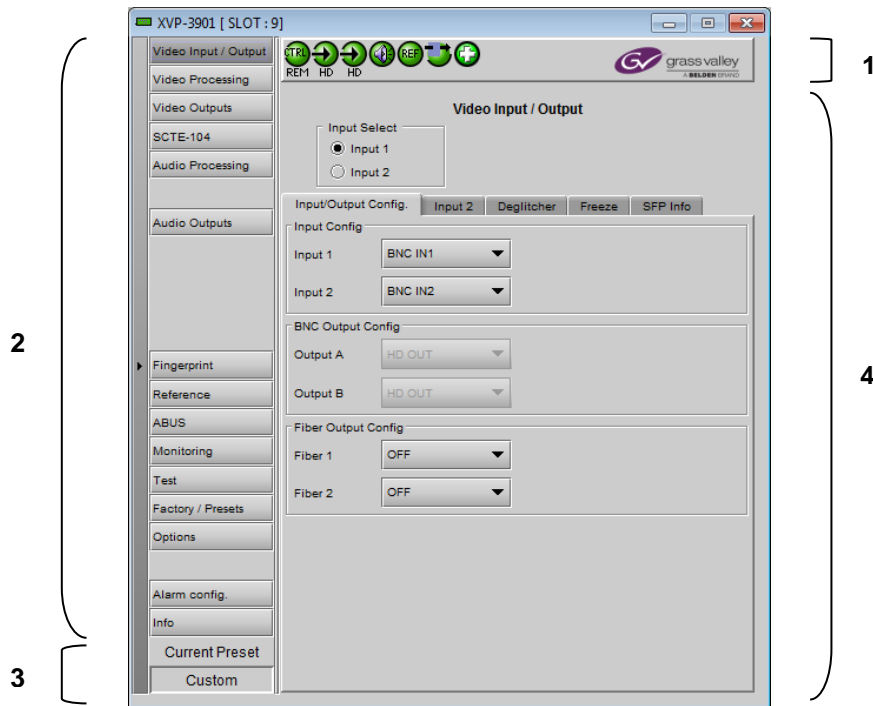 XVP-3901 [ SLOT : 9]
Video Input / Output
Video Processing
Video Outputs
SCTE-104
Audio Processing
Audio Outputs
Fingerprint
Reference
ABUS
Monitoring
Test
Factory / Presets
Options
Alarm config.
Info
Current Preset
Custom
CTRL REF
REM HD HD
GV grass valley
A BELDEN BRAND
Video Input / Output
Input Select
Input 1
Input 2
Input/Output Config. Input 2 Deglitcher Freeze SFP Info
Input Config
Input 1 BNC IN1
Input 2 BNC IN2
BNC Output Config
Output A HD OUT
Output B HD OUT
Fiber Output Config
Fiber 1 OFF
Fiber 2 OFF
1
2
3
4